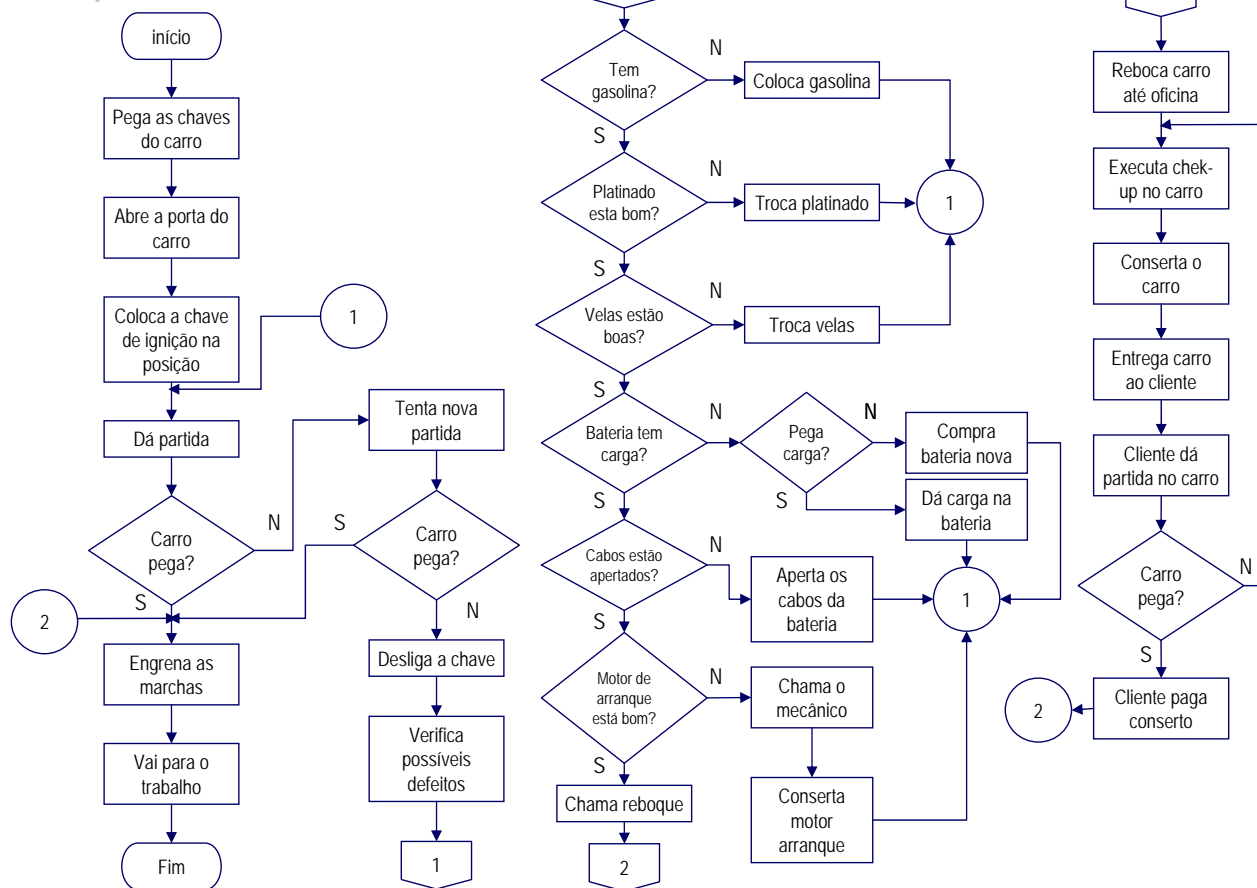 início
Pega as chaves
do carro
Abre a porta do
carro
Coloca a chave
de ignição na
posição
1
Dá partida
Carro
pega?
N
S
2
Engrena as
marchas
Vai para o
trabalho
Fim
Tenta nova
partida
Carro
pega?
S
N
Desliga a chave
Verifica
possíveis
defeitos
1
Tem
gasolina?
N
Coloca gasolina
S
Platinado
esta bom?
N
Troca platinado
1
S
Velas estão
boas?
N
Troca velas
S
Bateria tem
carga?
N
Pega
carga?
N
Compra
bateria nova
S
Dá carga na
bateria
S
Cabos estão
apertados?
N
Aperta os
cabos da
bateria
1
S
Motor de
arranque
está bom?
N
Chama o
mecânico
Conserta
motor
arranque
S
Chama reboque
2
Reboca carro
até oficina
Executa chek-
up no carro
Conserta o
carro
Entrega carro
ao cliente
Cliente dá
partida no carro
Carro
pega?
N
S
Cliente paga
conserto
2